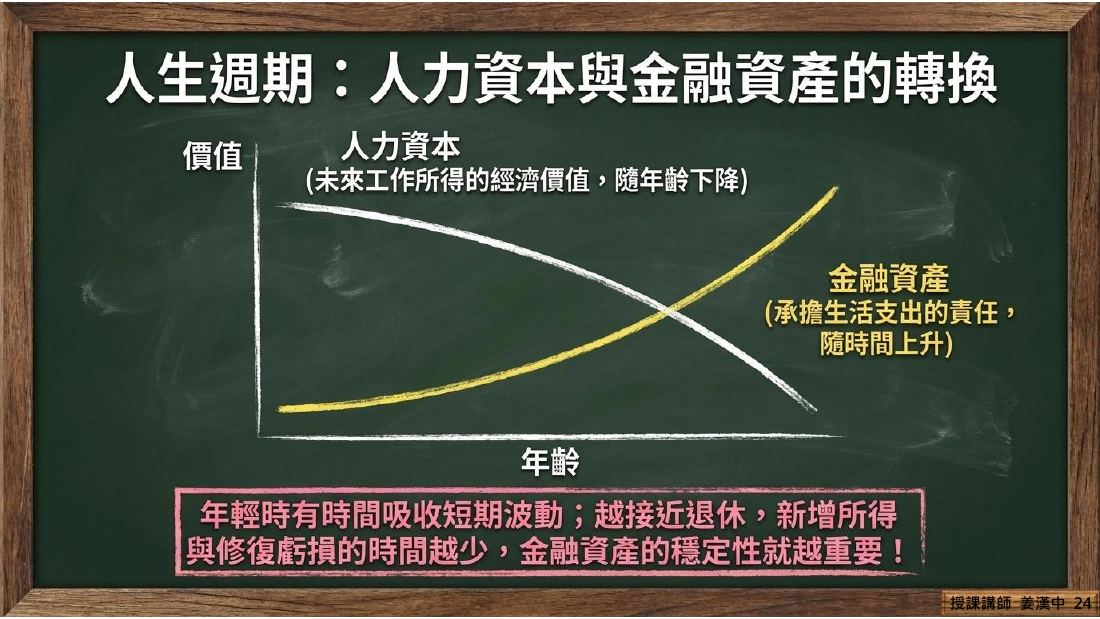 人生週期：人力資本與金融資產的轉換
價值
人力資本
(未來工作所得的經濟價值，隨年齡下降)
金融資產
(承擔生活支出的責任，
隨時間上升)
年齡
年輕時有時間吸收短期波動；越接近退休，新增所得
與修復虧損的時間越少，金融資產的穩定性就越重要！
授課講師 姜漢中 24